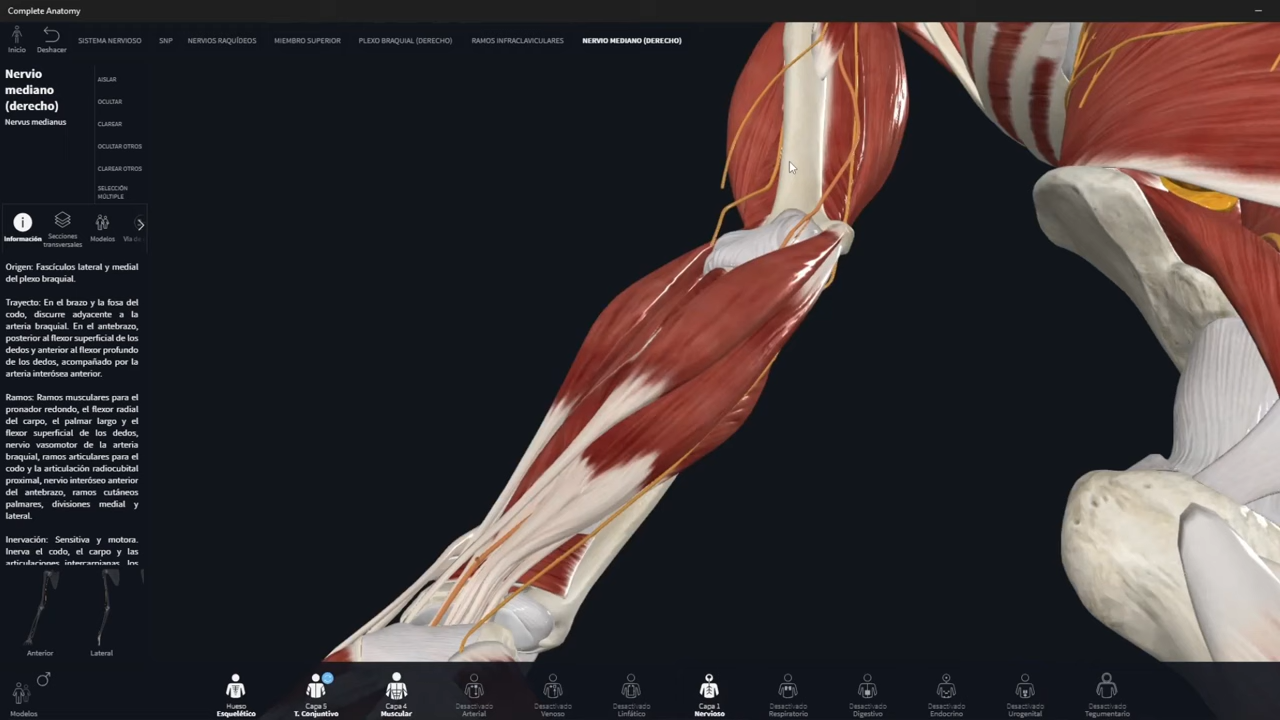 Complete Anatomy
Inicio
Deshacer
SISTEMA NERVIOSO
SNP
NERVIOS RAQUÍDEOS
MIEMBRO SUPERIOR
PLEXO BRAQUIAL (DERECHO)
RAMOS INFRACLAVICULARES
NERVIO MEDIANO (DERECHO)
Nervio
mediano
(derecho)
Nervus medianus
AISLAR
OCULTAR
CLAREAR
OCULTAR OTROS
CLAREAR OTROS
SELECCIÓN
MÚLTIPLE
Información
Secciones
transversales
Modelos
Origen: Fascículos lateral y medial
del plexo braquial.
Trayecto: En el brazo y la fosa del
codo, discurre adyacente a la
arteria braquial. En el antebrazo,
posterior al flexor superficial de los
dedos y anterior al flexor profundo
de los dedos, acompañado por la
arteria interósea anterior.
Ramos: Ramos musculares para el
pronador redondo, el flexor radial
del carpo, el palmar largo y el
flexor superficial de los dedos,
nervio vasomotor de la arteria
braquial, ramos articulares para el
codo y la articulación radiocubital
proximal, nervio interóseo anterior
del antebrazo, ramos cutáneos
palmares, divisiones medial y
lateral.
Inervación: Sensitiva y motora.
Inerva el codo, el carpo y las
articulaciones intercarpianas, los
Anterior
Lateral
Modelos
Hueso
Esquelético
Capa 5
T. Conjuntivo
Capa 4
Muscular
Desactivado
Arterial
Desactivado
Venoso
Desactivado
Linfático
Capa 1
Nervioso
Desactivado
Respiratorio
Desactivado
Digestivo
Desactivado
Endocrino
Desactivado
Urogenital
Desactivado
Tegumentario